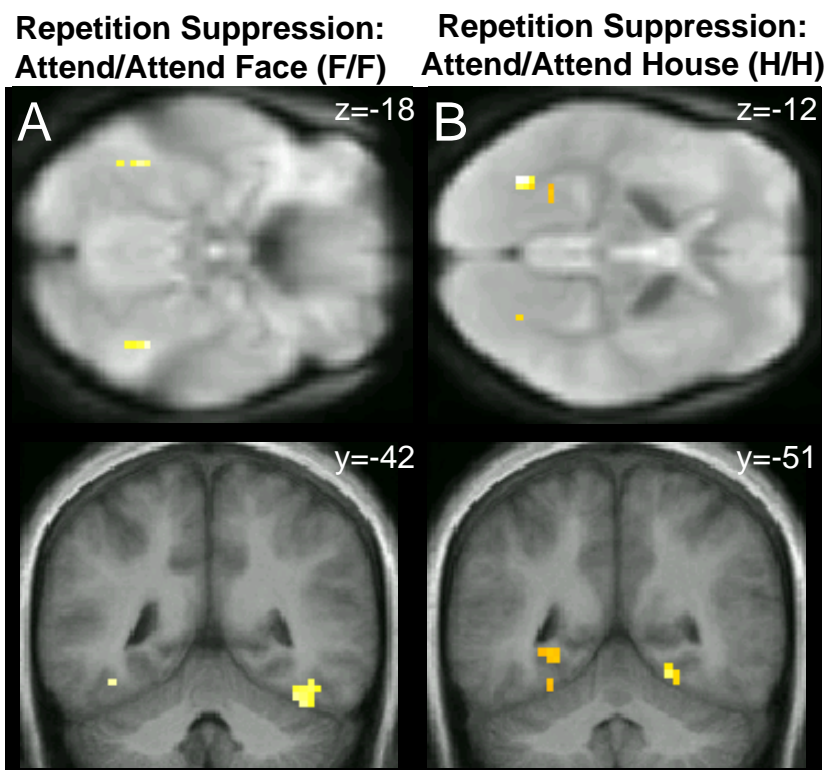 Repetition Suppression:
Attend/Attend Face (F/F)
Repetition Suppression:
Attend/Attend House (H/H)
A
z=-18
B
z=-12
y=-42
y=-51